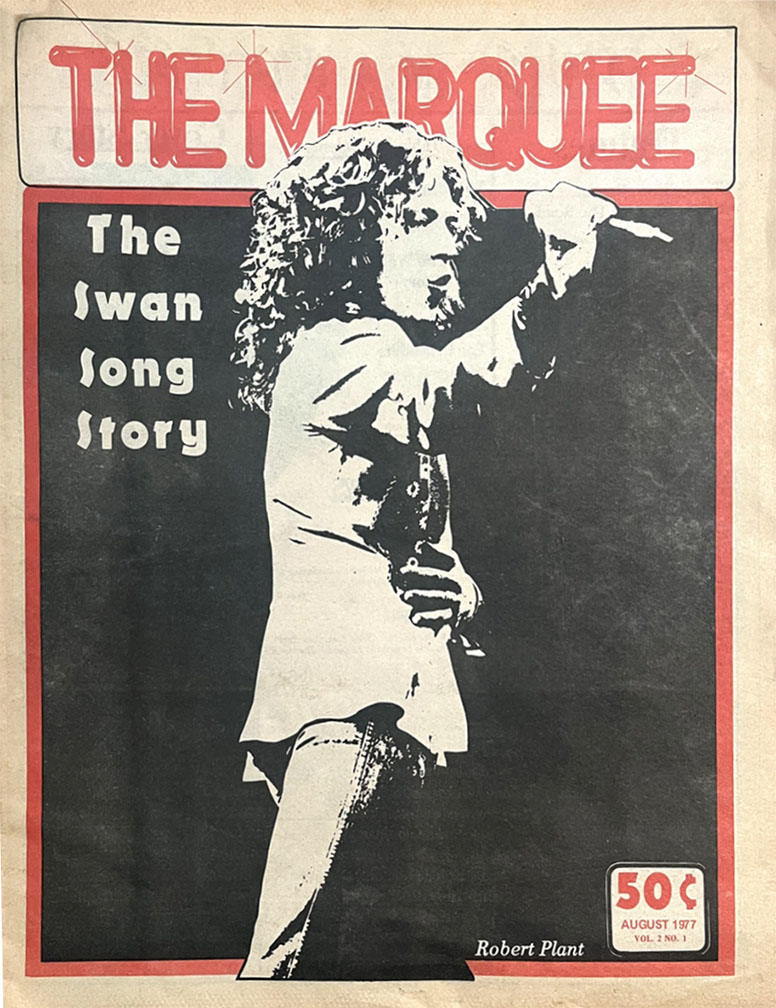 THE MARQUEE
The
Swan
Song
Story
50¢
AUGUST 1977
VOL. 2 NO. 1
Robert Plant